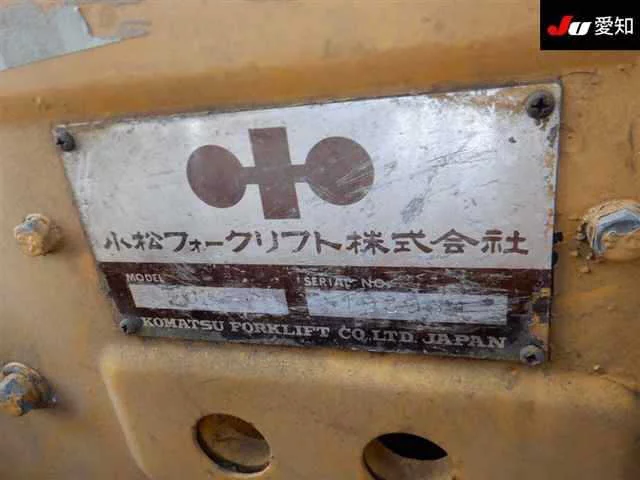 JU 愛知
小松フォークリフト株式会社
MODEL SERIAL NO.
KOMATSU FORKLIFT CO., LTD. JAPAN